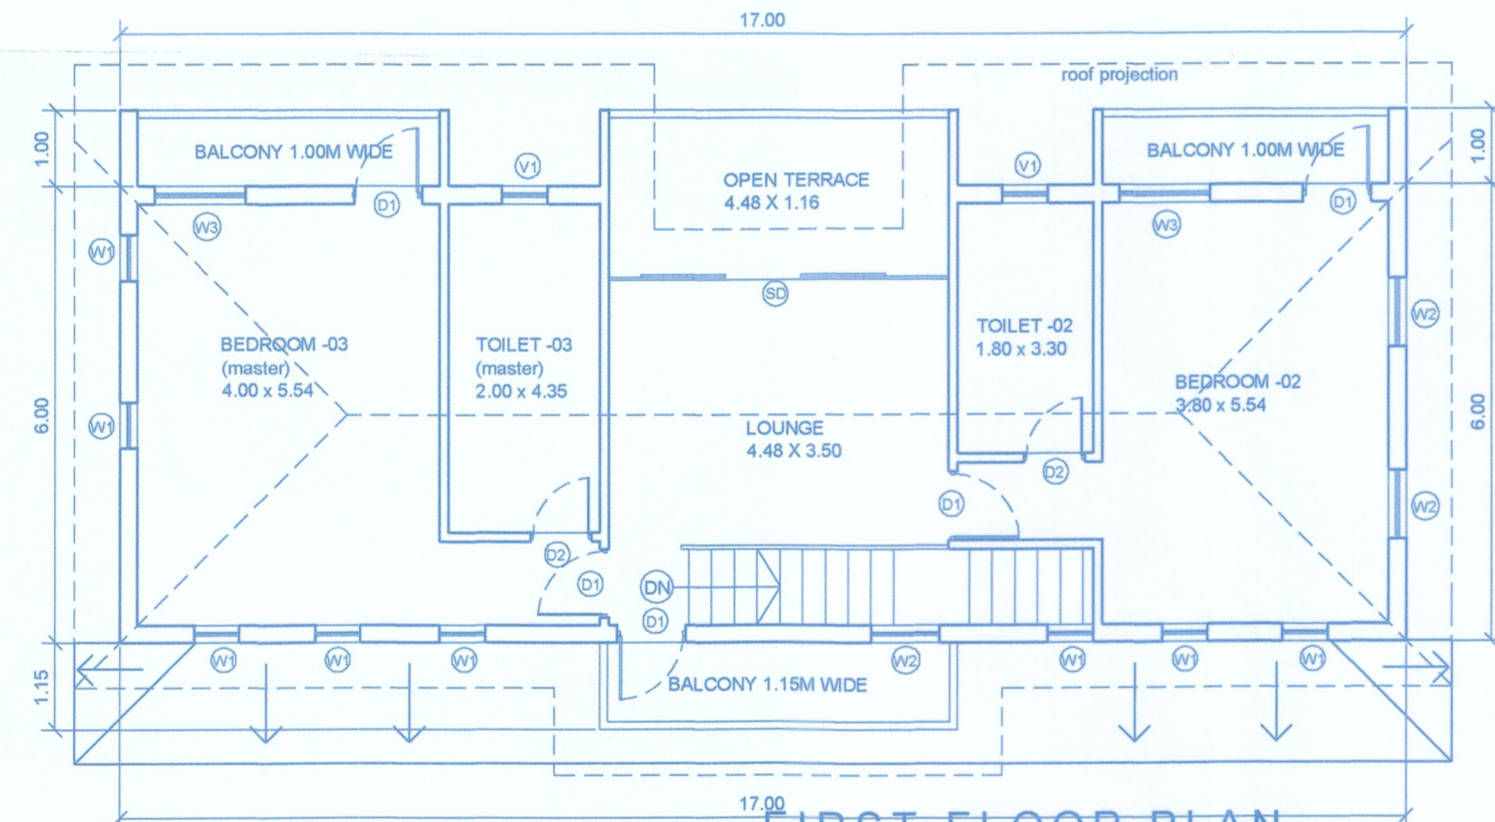 17.00
roof projection
1.00
BALCONY 1.00M WIDE
V1
V1
BALCONY 1.00M WIDE
1.00
OPEN TERRACE
4.48 X 1.16
D1
D1
W3
W3
W1
SD
W2
TOILET -02
1.80 x 3.30
BEDROOM -03
(master)
4.00 x 5.54
TOILET -03
(master)
2.00 x 4.35
BEDROOM -02
3.80 x 5.54
6.00
W1
LOUNGE
4.48 X 3.50
6.00
D2
D1
W2
D2
D1
DN
D1
W1
W1
W1
W2
W1
W1
W1
1.15
BALCONY 1.15M WIDE
17.00
FIRST FLOOR PLAN